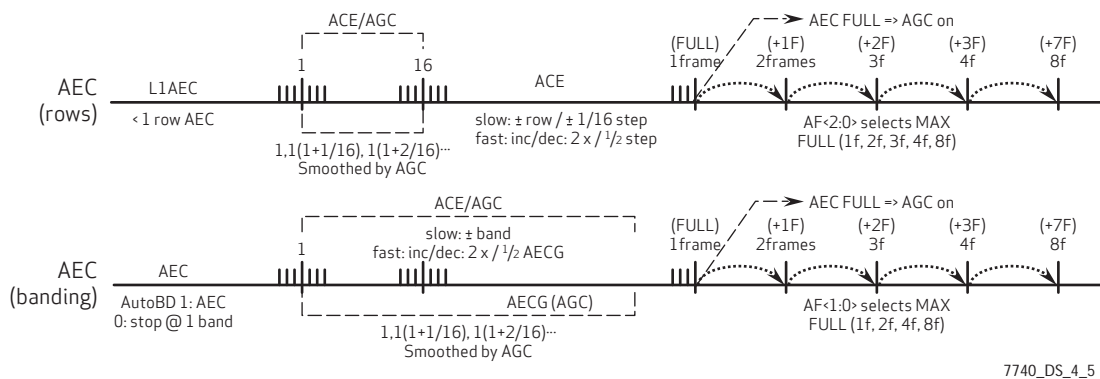 ACE/AGC
AEC FULL => AGC on
(FULL) (+1F) (+2F) (+3F) (+7F)
1 16 1frame 2frames 3f 4f 8f
AEC
(rows)
L1AEC
ACE
< 1 row AEC
slow: ± row / ± 1/16 step
fast: inc/dec: 2 x / 1/2 step
AF<2:0> selects MAX
FULL (1f, 2f, 3f, 4f, 8f)
1,1(1+1/16), 1(1+2/16)...
Smoothed by AGC
ACE/AGC
AEC FULL => AGC on
slow: ± band
fast: inc/dec: 2 x / 1/2 AECG
(FULL) (+1F) (+2F) (+3F) (+7F)
1 1frame 2frames 3f 4f 8f
AEC
(banding)
AEC
AutoBD 1: AEC
0: stop @ 1 band
AECG (AGC)
AF<1:0> selects MAX
FULL (1f, 2f, 4f, 8f)
1,1(1+1/16), 1(1+2/16)...
Smoothed by AGC
7740_DS_4_5